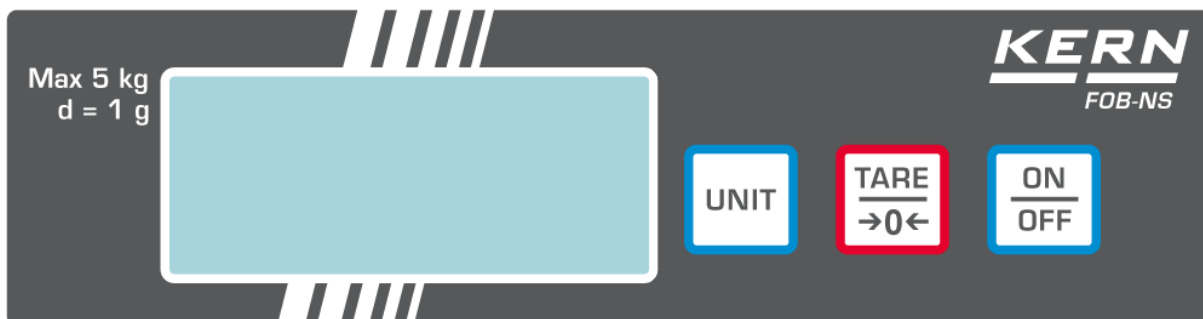 Max 5 kg
d = 1 g
KERN
FOB-NS
UNIT
TARE
→0←
ON
OFF